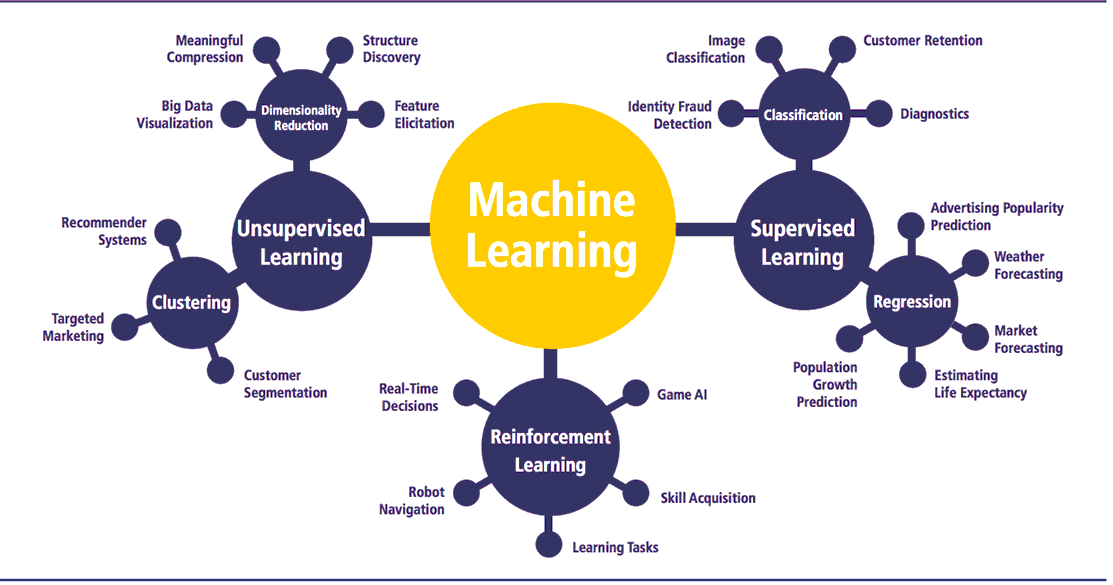 Meaningful
Compression
Structure
Discovery
Big Data
Visualization
Dimensionality
Reduction
Feature
Elicitation
Unsupervised
Learning
Recommender
Systems
Clustering
Targeted
Marketing
Customer
Segmentation
Machine
Learning
Image
Classification
Customer Retention
Identity Fraud
Detection
Classification
Diagnostics
Supervised
Learning
Advertising Popularity
Prediction
Weather
Forecasting
Regression
Market
Forecasting
Population
Growth
Prediction
Estimating
Life Expectancy
Real-Time
Decisions
Game AI
Reinforcement
Learning
Robot
Navigation
Skill Acquisition
Learning Tasks